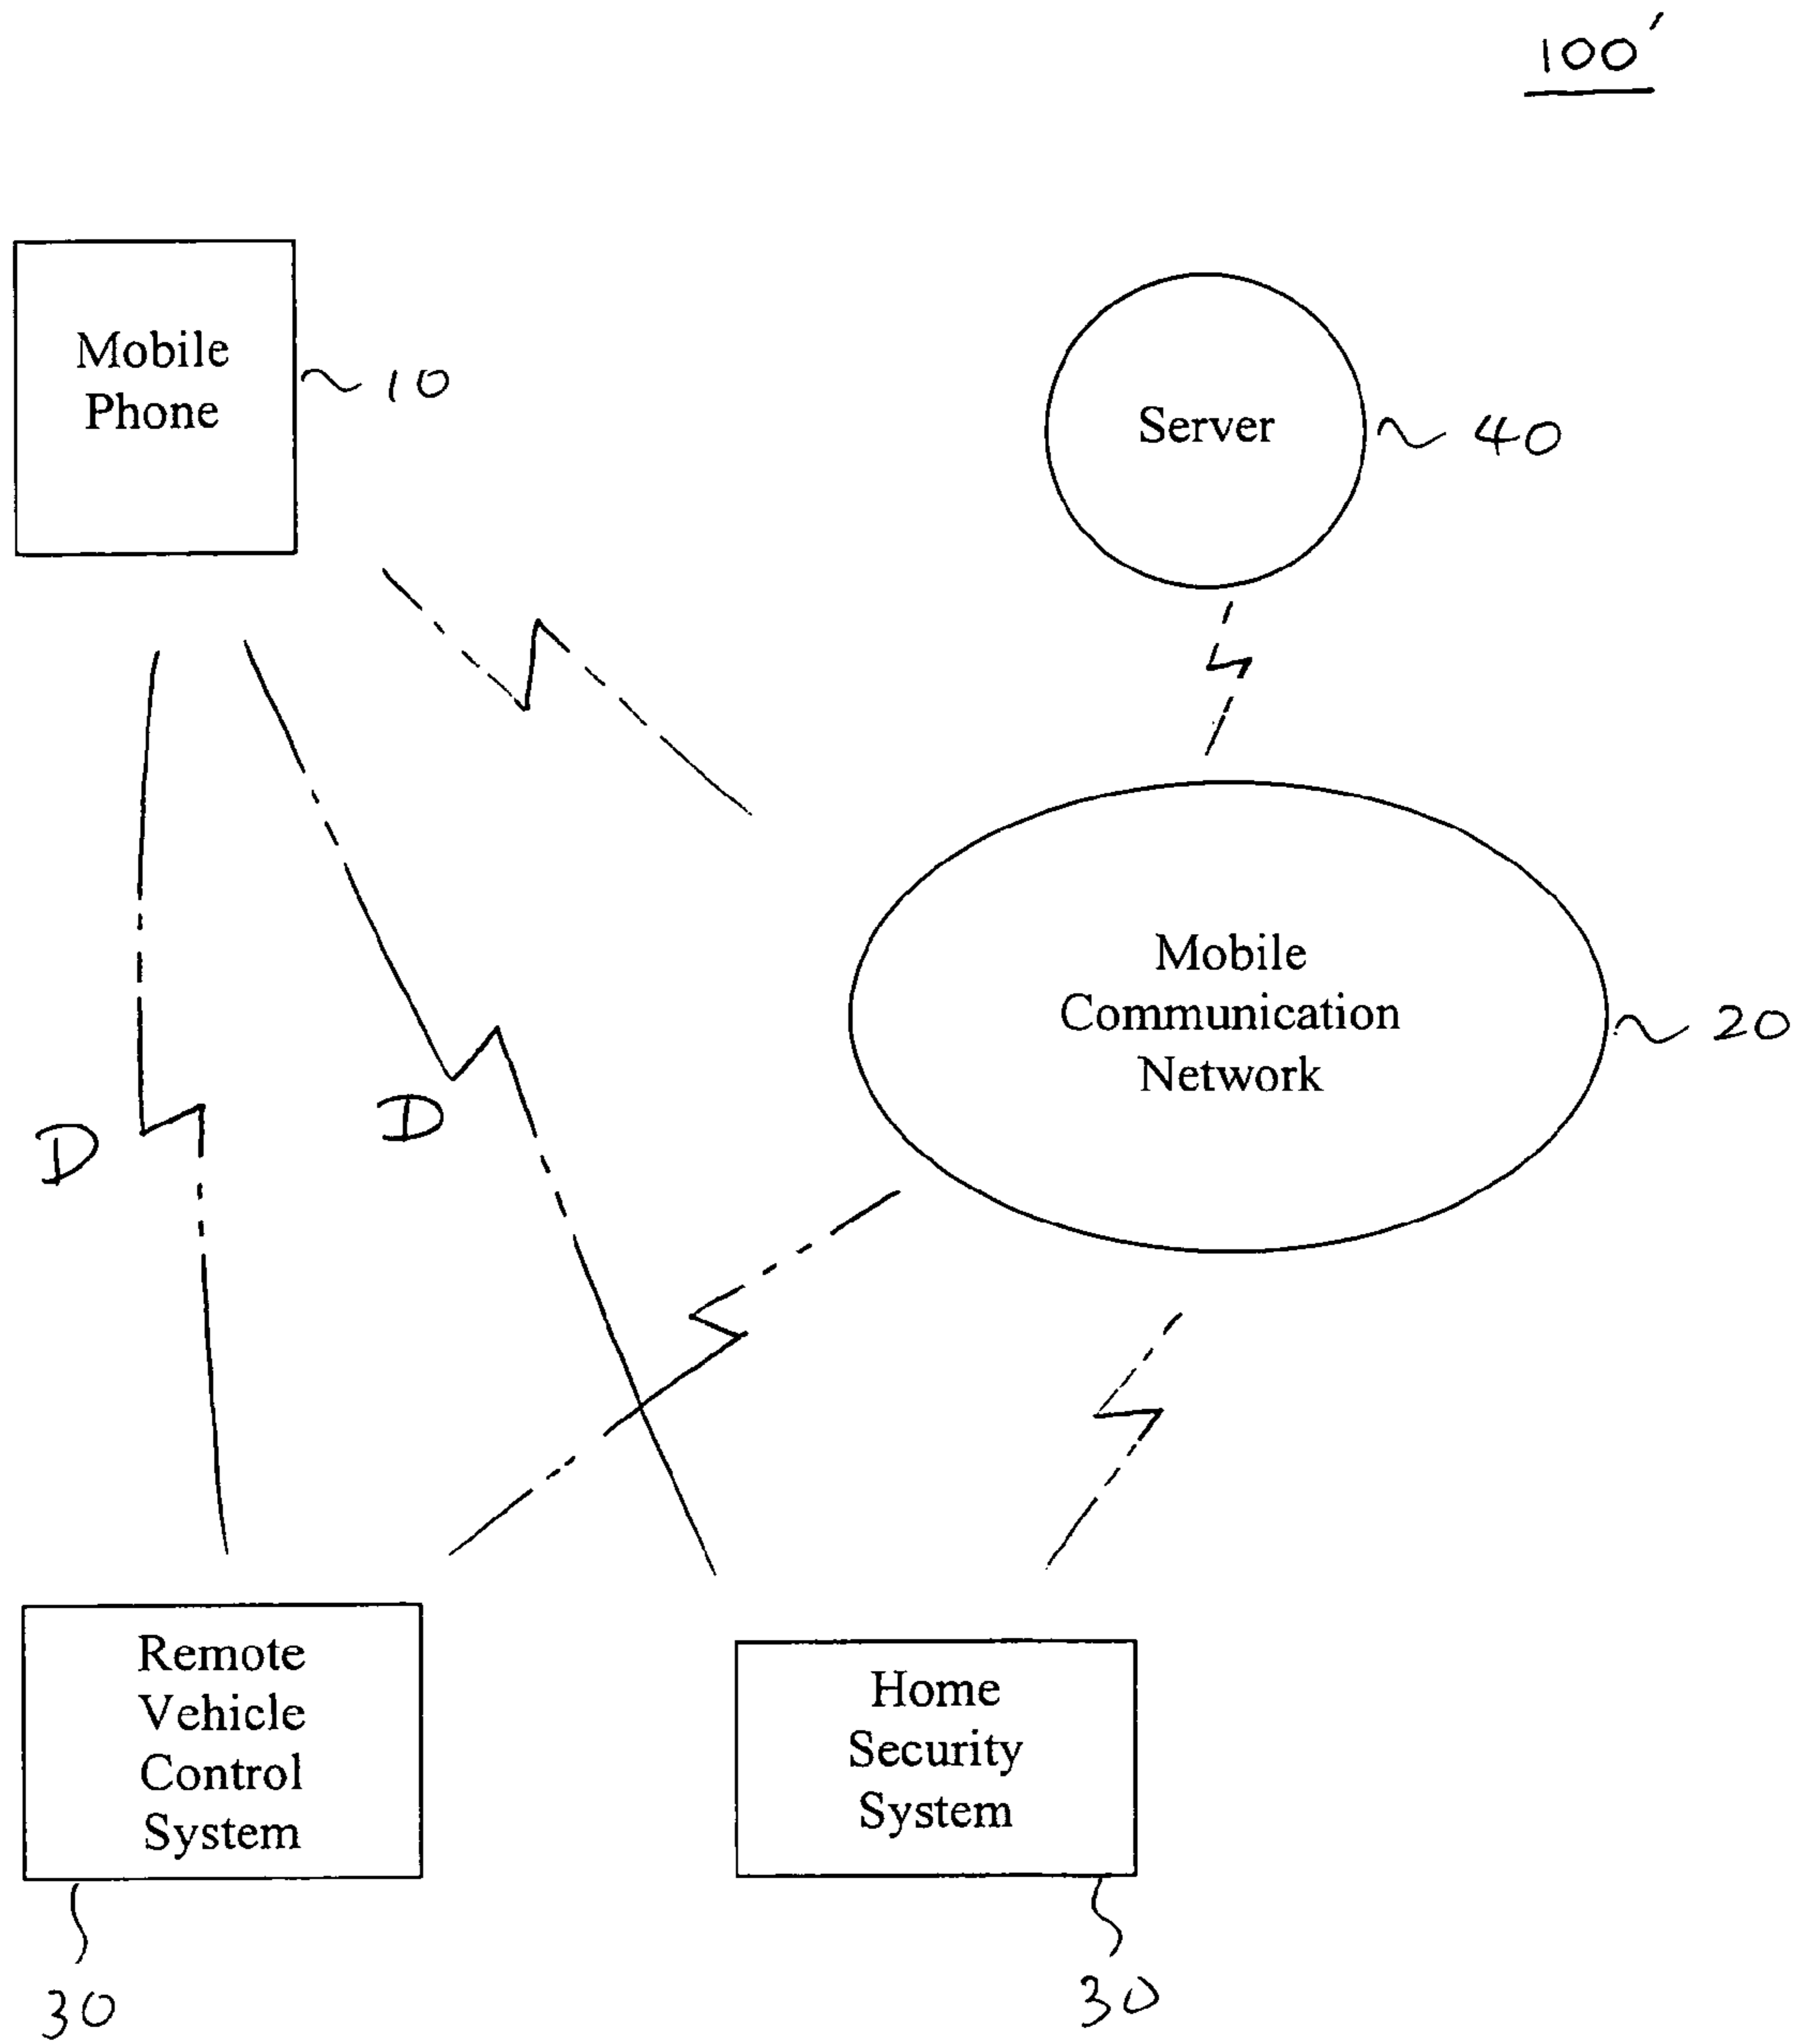 100'
Mobile
Phone
10
Server
40
Mobile
Communication
Network
20
D
D
Remote
Vehicle
Control
System
Home
Security
System
30
30